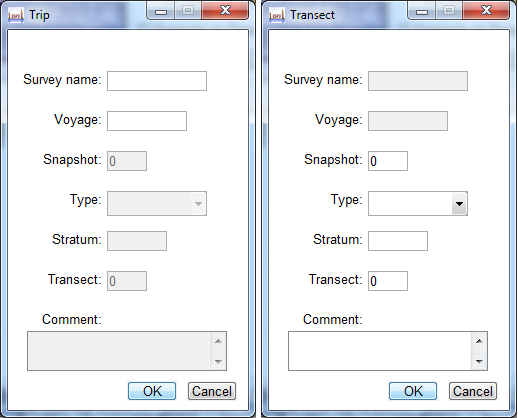 Trip
Survey name:
Voyage:
Snapshot: 0
Type:
Stratum:
Transect: 0
Comment:
OK Cancel
Transect
Survey name:
Voyage:
Snapshot: 0
Type:
Stratum:
Transect: 0
Comment:
OK Cancel